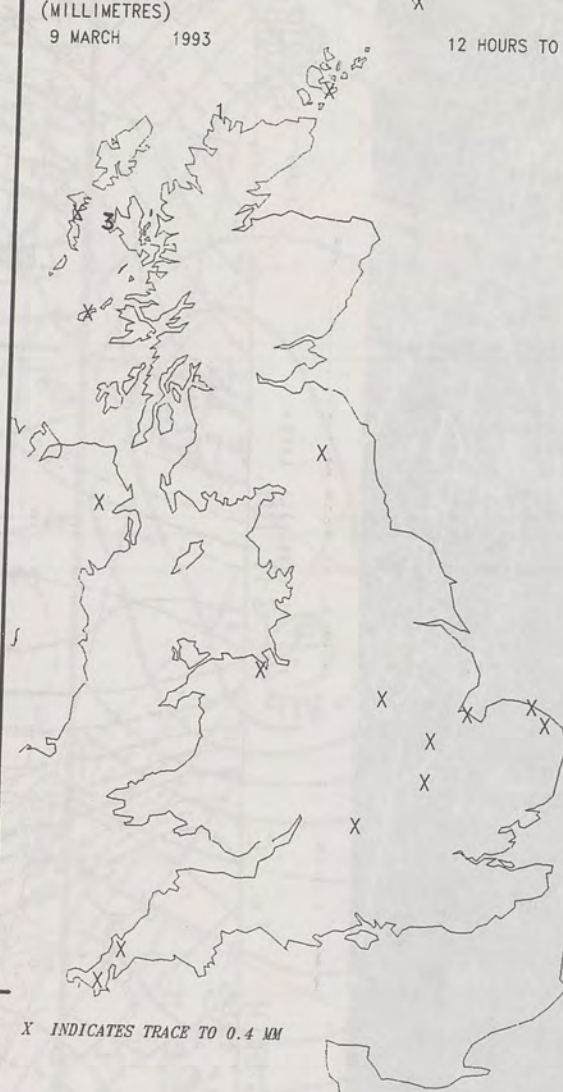 (MILLIMETRES)
X
9 MARCH 1993 12 HOURS TO
X
1
X
3
X
X
X
X
X
X
X
X
X
X
X
X
X
X
X INDICATES TRACE TO 0.4 MM